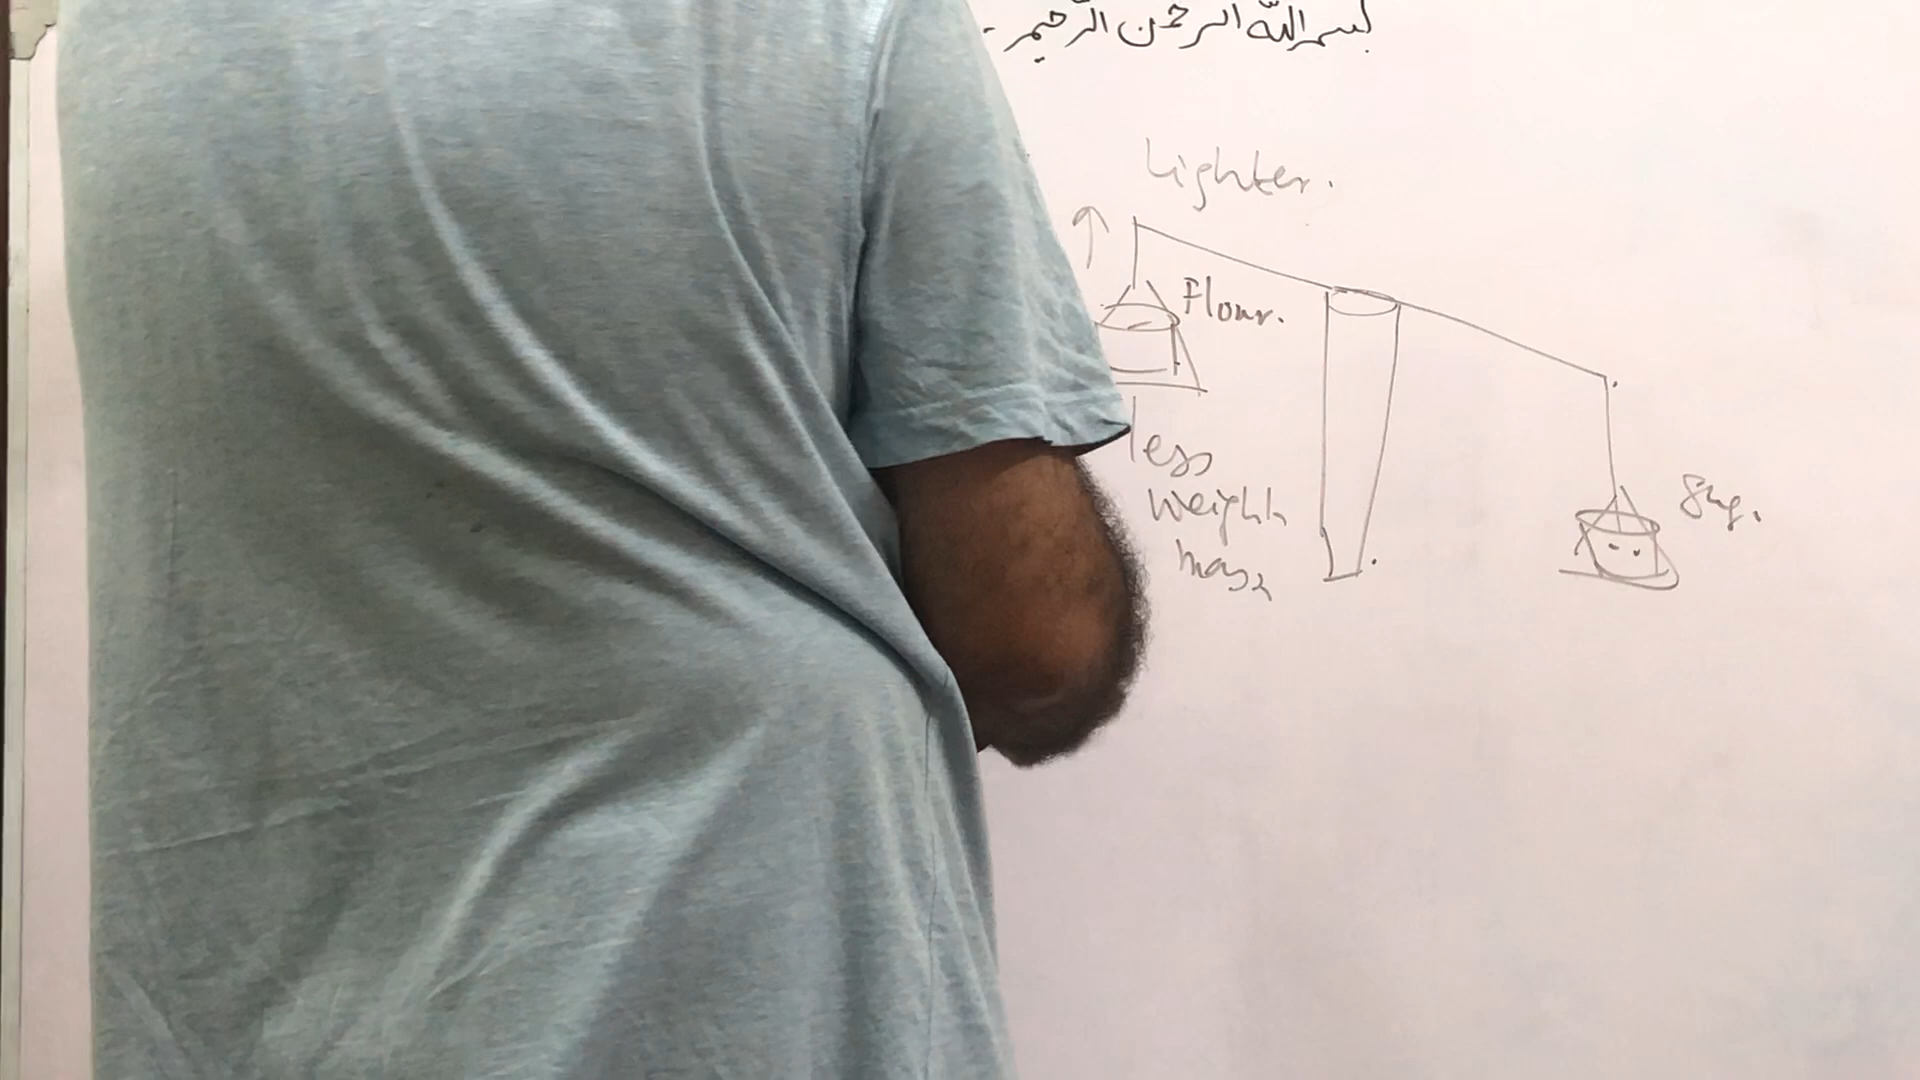 بسم الله الرحمن الرحيم -
Lighter.
Flour.
less
Weight
mass
Sug.